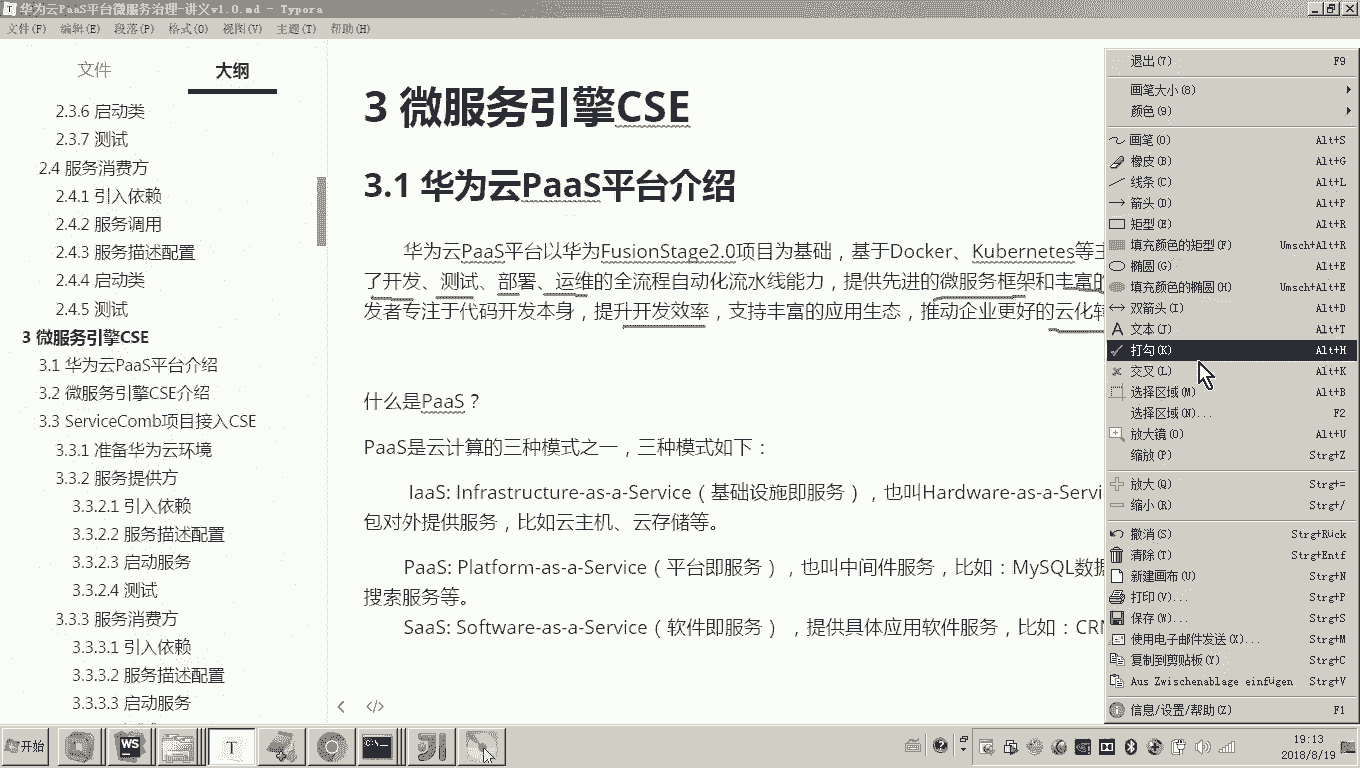 华为云PaaS平台微服务治理-讲义v1.0.md - Typora
文件(F) 编辑(E) 段落(P) 格式(O) 视图(V) 主题(T) 帮助(H)
文件 大纲
2.3.6 启动类
2.3.7 测试
2.4 服务消费方
2.4.1 引入依赖
2.4.2 服务调用
2.4.3 服务描述配置
2.4.4 启动类
2.4.5 测试
3 微服务引擎CSE
3.1 华为云PaaS平台介绍
3.2 微服务引擎CSE介绍
3.3 ServiceComb项目接入CSE
3.3.1 准备华为云环境
3.3.2 服务提供方
3.3.2.1 引入依赖
3.3.2.2 服务描述配置
3.3.2.3 启动服务
3.3.2.4 测试
3.3.3 服务消费方
3.3.3.1 引入依赖
3.3.3.2 服务描述配置
3.3.3.3 启动服务
3 微服务引擎CSE
3.1 华为云PaaS平台介绍
华为云PaaS平台以华为FusionStage2.0项目为基础，基于Docker、Kubernetes等
了开发、测试、部署、运维的全流程自动化流水线能力，提供先进的微服务框架和丰富的
发者专注于代码开发本身，提升开发效率，支持丰富的应用生态，推动企业更好的云化转
什么是PaaS？
PaaS是云计算的三种模式之一，三种模式如下：
IaaS: Infrastructure-as-a-Service（基础设施即服务），也叫Hardware-as-a-Servi
包对外提供服务，比如云主机、云存储等。
PaaS: Platform-as-a-Service（平台即服务），也叫中间件服务，比如：MySQL数据
搜索服务等。
SaaS: Software-as-a-Service（软件即服务） ，提供具体应用软件服务，比如：CRM
退出(7) F9
画笔大小(8)
颜色(9)
画笔(O) Alt+S
橡皮(B) Alt+G
线条(C) Alt+L
箭头(D) Alt+P
矩型(E) Alt+R
填充颜色的矩型(F) Umsch+Alt+R
椭圆(G) Alt+E
填充颜色的椭圆(H) Umsch+Alt+E
双箭头(I) Alt+D
文本(J) Alt+T
打勾(K) Alt+H
交叉(L) Alt+K
选择区域(M) Alt+B
选择区域(N)... F2
放大镜(O) Alt+U
缩放(P) Strg+Z
放大(Q) Strg+=
缩小(R) Strg+/
撤消(S) Strg+Rück
清除(T) Strg+Entf
新建画布(U) Strg+N
打印(V)... Strg+P
保存(W)... Strg+S
使用电子邮件发送(X)... Strg+M
复制到剪贴板(Y) Strg+C
Aus Zwischenablage einfügen Strg+V
信息/设置/帮助(Z) F1
开始
WS
T
19:13
2018/8/19